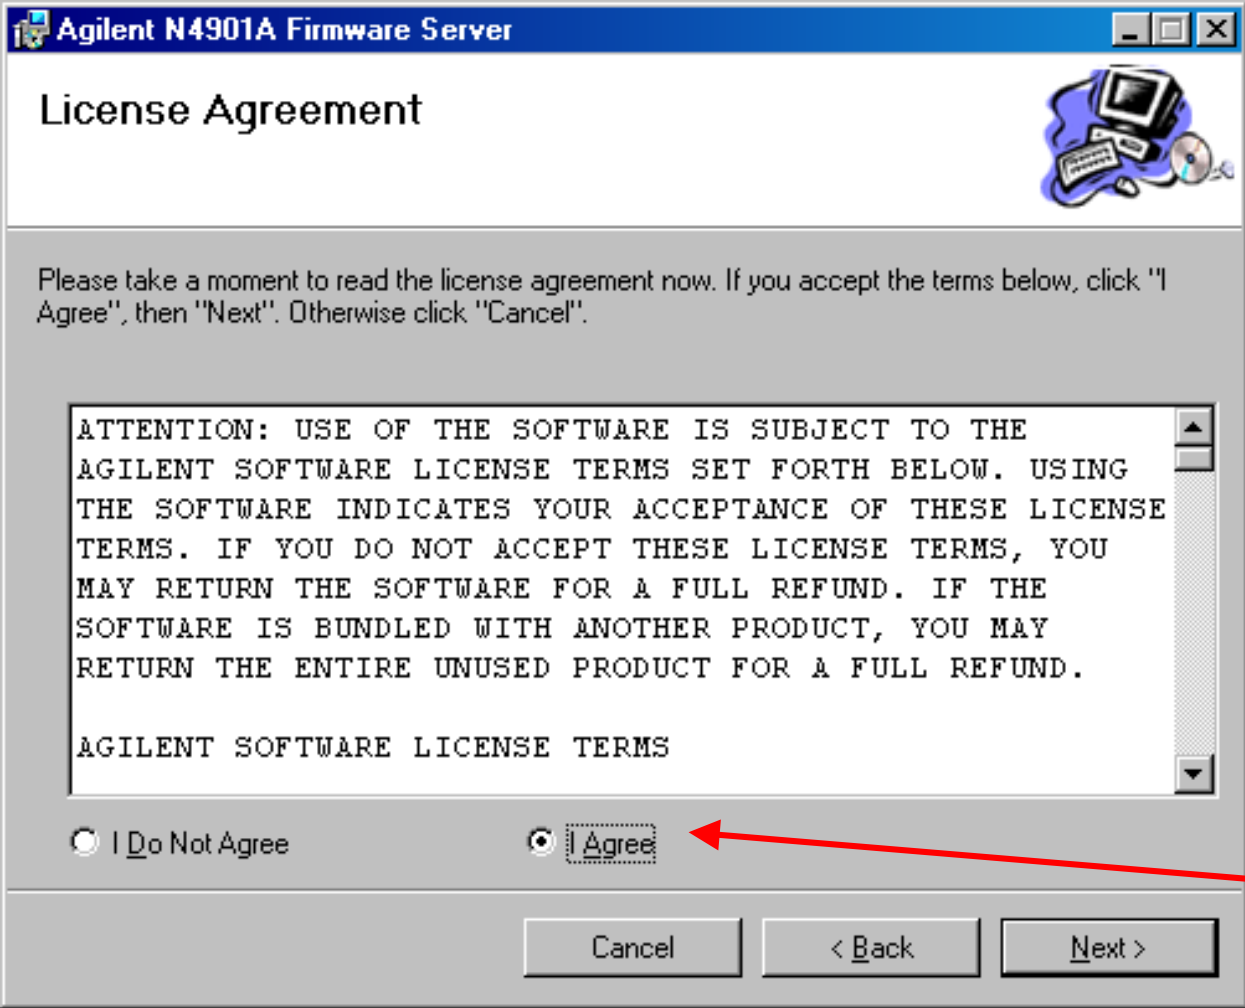 Agilent N4901A Firmware Server
License Agreement
Please take a moment to read the license agreement now. If you accept the terms below, click "I
Agree", then "Next". Otherwise click "Cancel".
ATTENTION: USE OF THE SOFTWARE IS SUBJECT TO THE
AGILENT SOFTWARE LICENSE TERMS SET FORTH BELOW. USING
THE SOFTWARE INDICATES YOUR ACCEPTANCE OF THESE LICENSE
TERMS. IF YOU DO NOT ACCEPT THESE LICENSE TERMS, YOU
MAY RETURN THE SOFTWARE FOR A FULL REFUND. IF THE
SOFTWARE IS BUNDLED WITH ANOTHER PRODUCT, YOU MAY
RETURN THE ENTIRE UNUSED PRODUCT FOR A FULL REFUND.
AGILENT SOFTWARE LICENSE TERMS
I Do Not Agree I Agree
Cancel < Back Next >